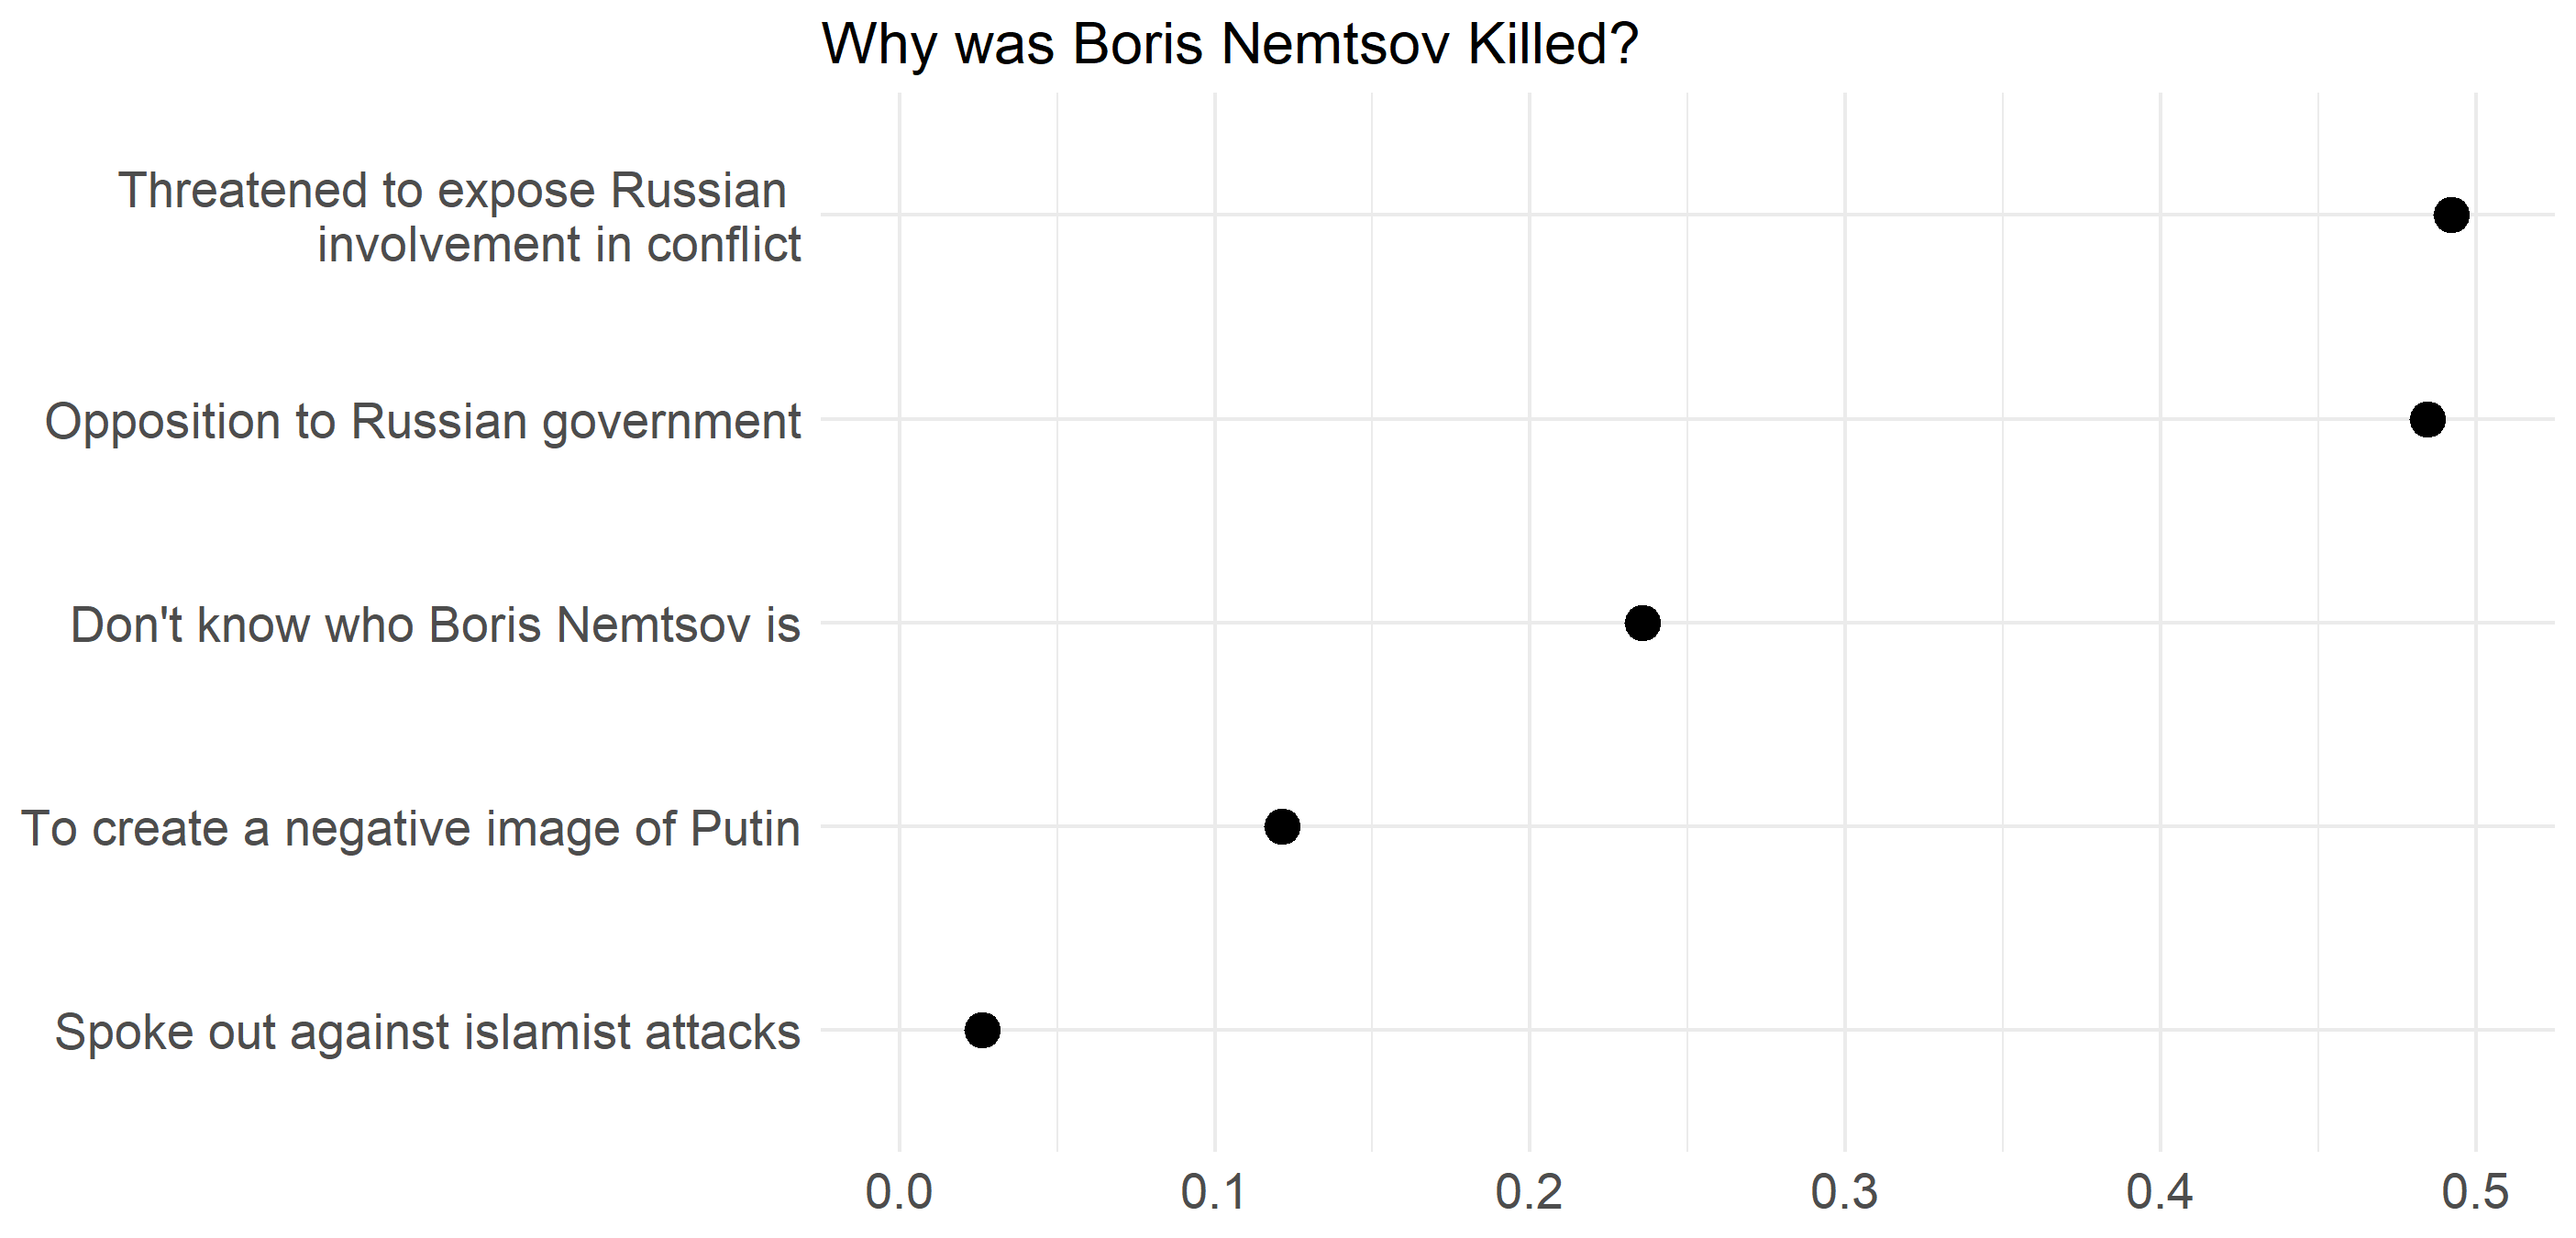 Why was Boris Nemtsov Killed?
Threatened to expose Russian
involvement in conflict
Opposition to Russian government
Don't know who Boris Nemtsov is
To create a negative image of Putin
Spoke out against islamist attacks
0.0 0.1 0.2 0.3 0.4 0.5